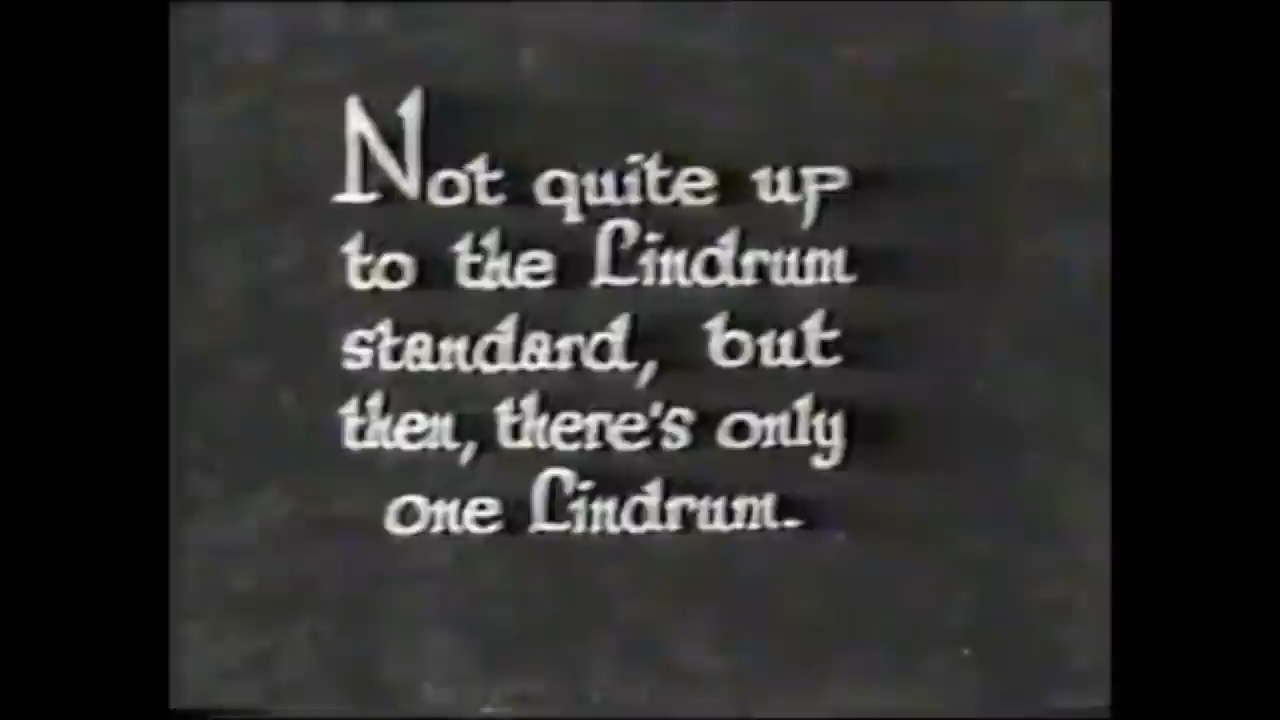 Not quite up
to the Lindrum
standard, but
then, there's only
one Lindrum.